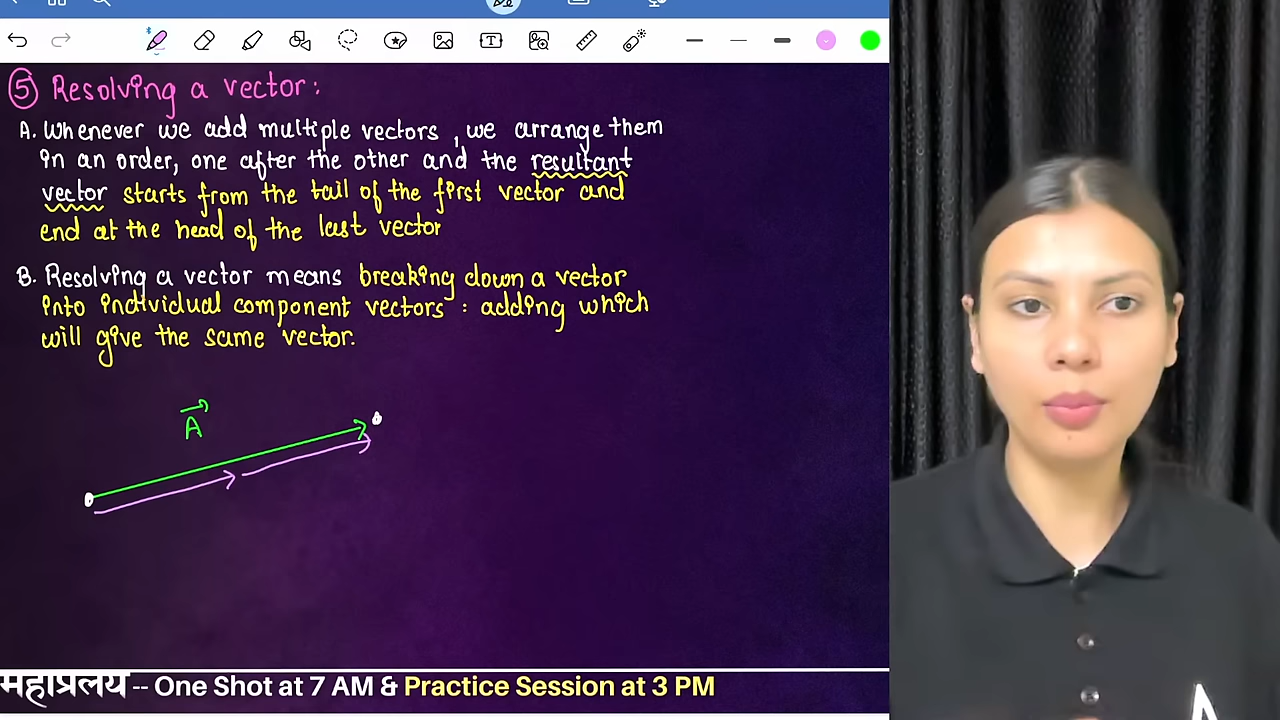 ⑤ Resolving a vector:
A. Whenever we add multiple vectors, we arrange them
in an order, one after the other and the resultant
vector starts from the tail of the first vector and
end at the head of the last vector
B. Resolving a vector means breaking down a vector
into individual component vectors : adding which
will give the same vector.
A
महाप्रलय -- One Shot at 7 AM & Practice Session at 3 PM